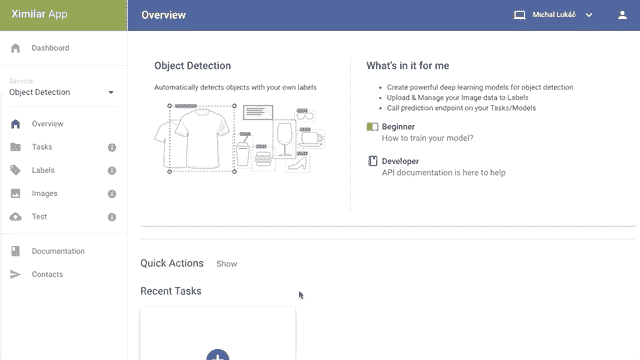 Ximilar App
Overview
Michal Lukáč
Dashboard
Service
Object Detection
Overview
Tasks
Labels
Images
Test
Documentation
Contacts
Object Detection
Automatically detects objects with your own labels
What's in it for me
Create powerful deep learning models for object detection
Upload & Manage your Image data to Labels
Call prediction endpoint on your Tasks/Models
Beginner
How to train your model?
Developer
API documentation is here to help
Quick Actions Show
Recent Tasks